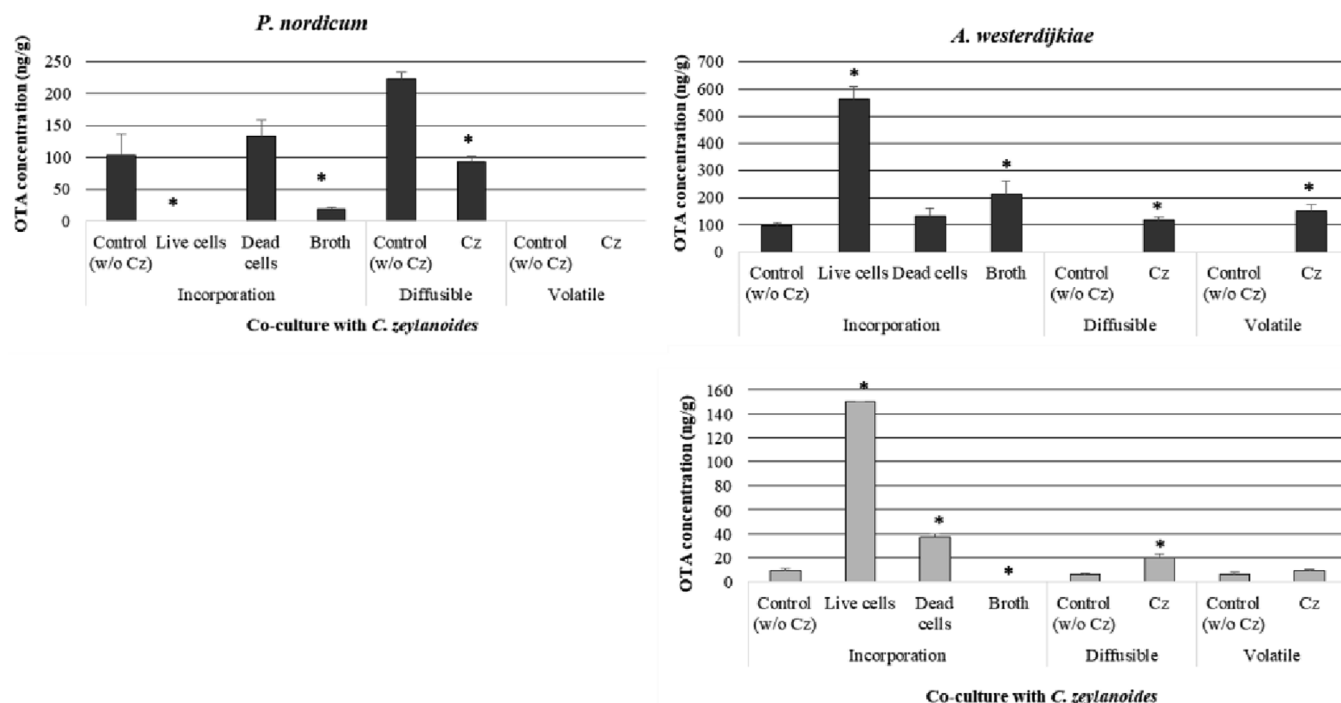 P. nordicum
OTA concentration (ng/g)
250
200
150
100
50
0
*
*
*
Control Live cells Dead Broth Control Cz Control Cz
(w/o Cz) cells (w/o Cz) (w/o Cz)
Incorporation Diffusible Volatile
Co-culture with C. zeylanoides
A. westerdijkiae
OTA concentration (ng/g)
700
600
500
400
300
200
100
0
*
*
*
*
Control Live cells Dead cells Broth Control Cz Control Cz
(w/o Cz) (w/o Cz) (w/o Cz)
Incorporation Diffusible Volatile
OTA concentration (ng/g)
160
140
120
100
80
60
40
20
0
*
*
*
*
Control Live cells Dead Broth Control Cz Control Cz
(w/o Cz) cells (w/o Cz) (w/o Cz)
Incorporation Diffusible Volatile
Co-culture with C. zeylanoides